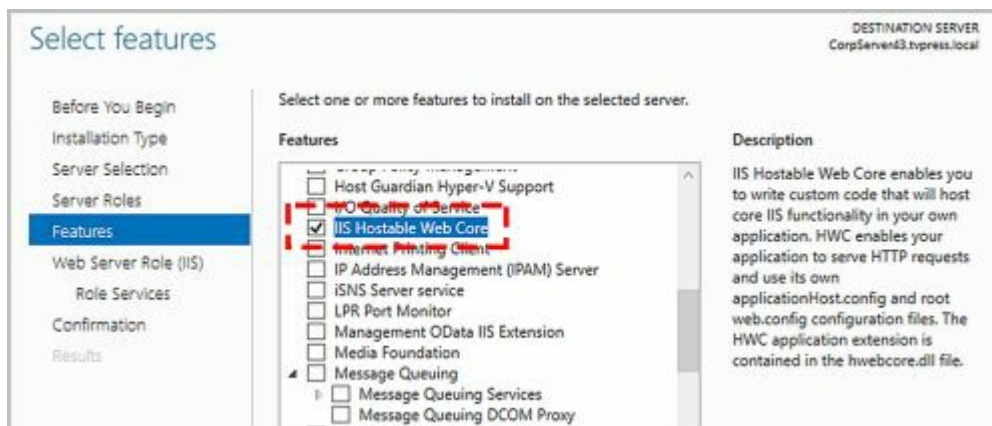 Select features
DESTINATION SERVER
CorpServer43.tvpress.local
Before You Begin
Installation Type
Server Selection
Server Roles
Features
Web Server Role (IIS)
Role Services
Confirmation
Results
Select one or more features to install on the selected server.
Features
Group Policy Management
Host Guardian Hyper-V Support
I/O Quality of Service
IIS Hostable Web Core
Internet Printing Client
IP Address Management (IPAM) Server
iSNS Server service
LPR Port Monitor
Management OData IIS Extension
Media Foundation
Message Queuing
Message Queuing Services
Message Queuing DCOM Proxy
Description
IIS Hostable Web Core enables you
to write custom code that will host
core IIS functionality in your own
application. HWC enables your
application to serve HTTP requests
and use its own
applicationHost.config and root
web.config configuration files. The
HWC application extension is
contained in the hwebcore.dll file.